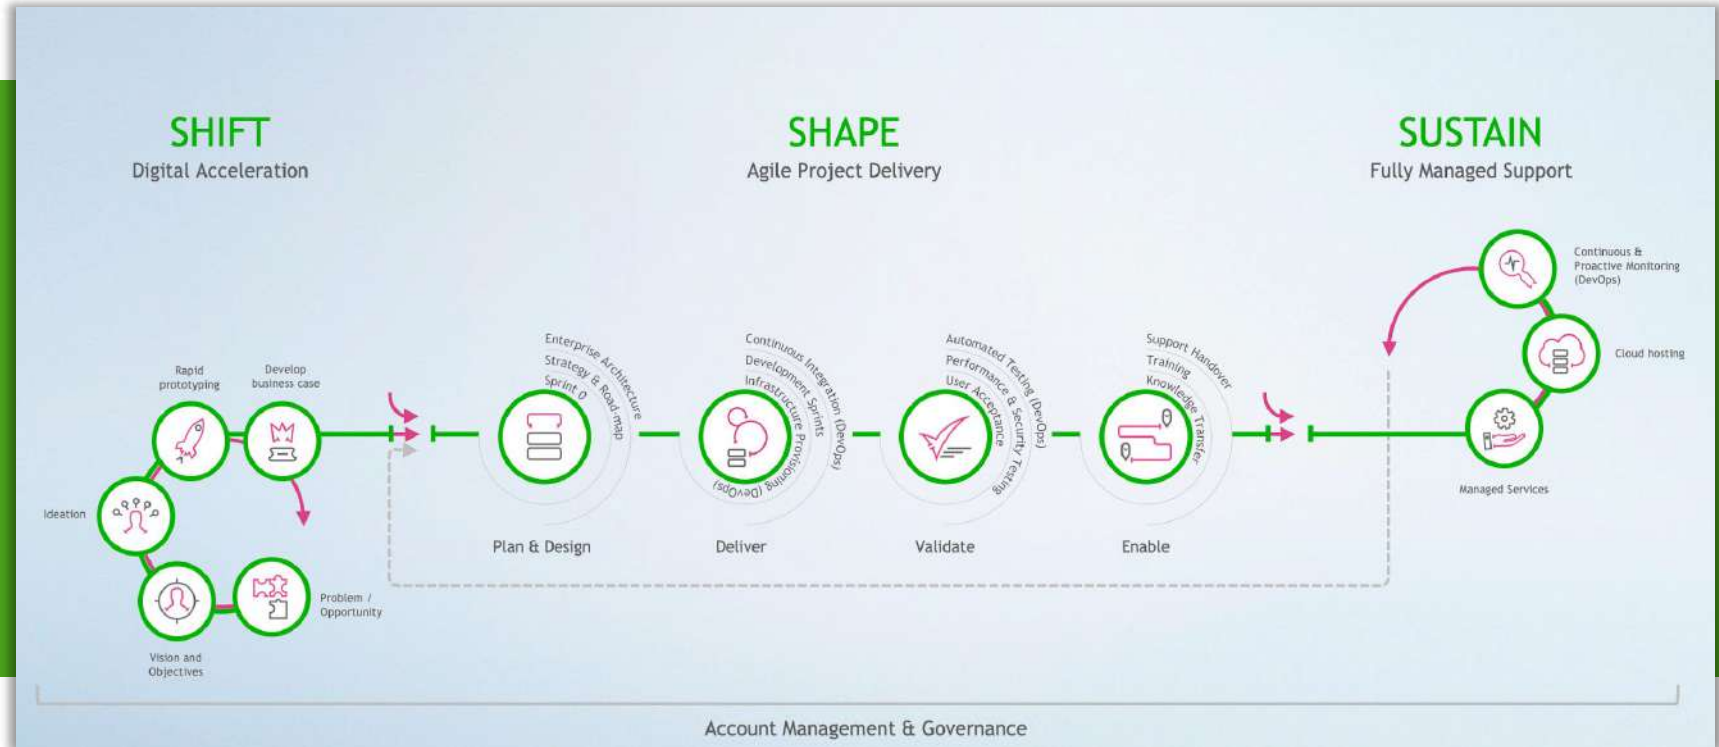 SHIFT
Digital Acceleration
SHAPE
Agile Project Delivery
SUSTAIN
Fully Managed Support
Rapid
prototyping
Develop
business case
Ideation
Vision and
Objectives
Problem /
Opportunity
Enterprise Architecture
Strategy & Road-map
Sprint 0
Plan & Design
Continuous Integration (DevOps)
Development Sprints
Infrastructure Provisioning (DevOps)
Deliver
Automated Testing (DevOps)
Performance & Security Testing
User Acceptance
Validate
Support Handover
Training
Knowledge Transfer
Enable
Continuous &
Proactive Monitoring
(DevOps)
Cloud hosting
Managed Services
Account Management & Governance